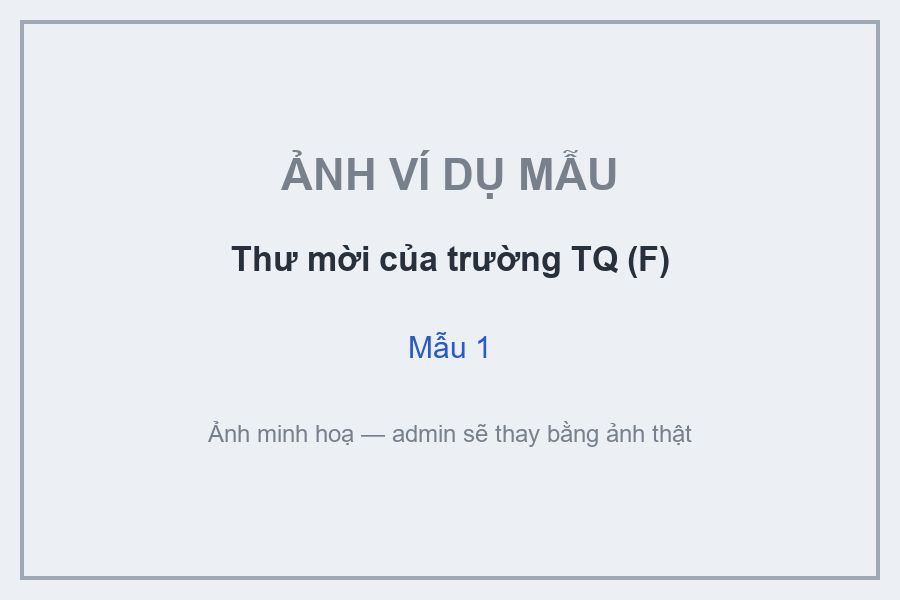 ẢNH VÍ DỤ MẪU
Thư mời của trường TQ (F)
Mẫu 1
Ảnh minh hoạ — admin sẽ thay bằng ảnh thật